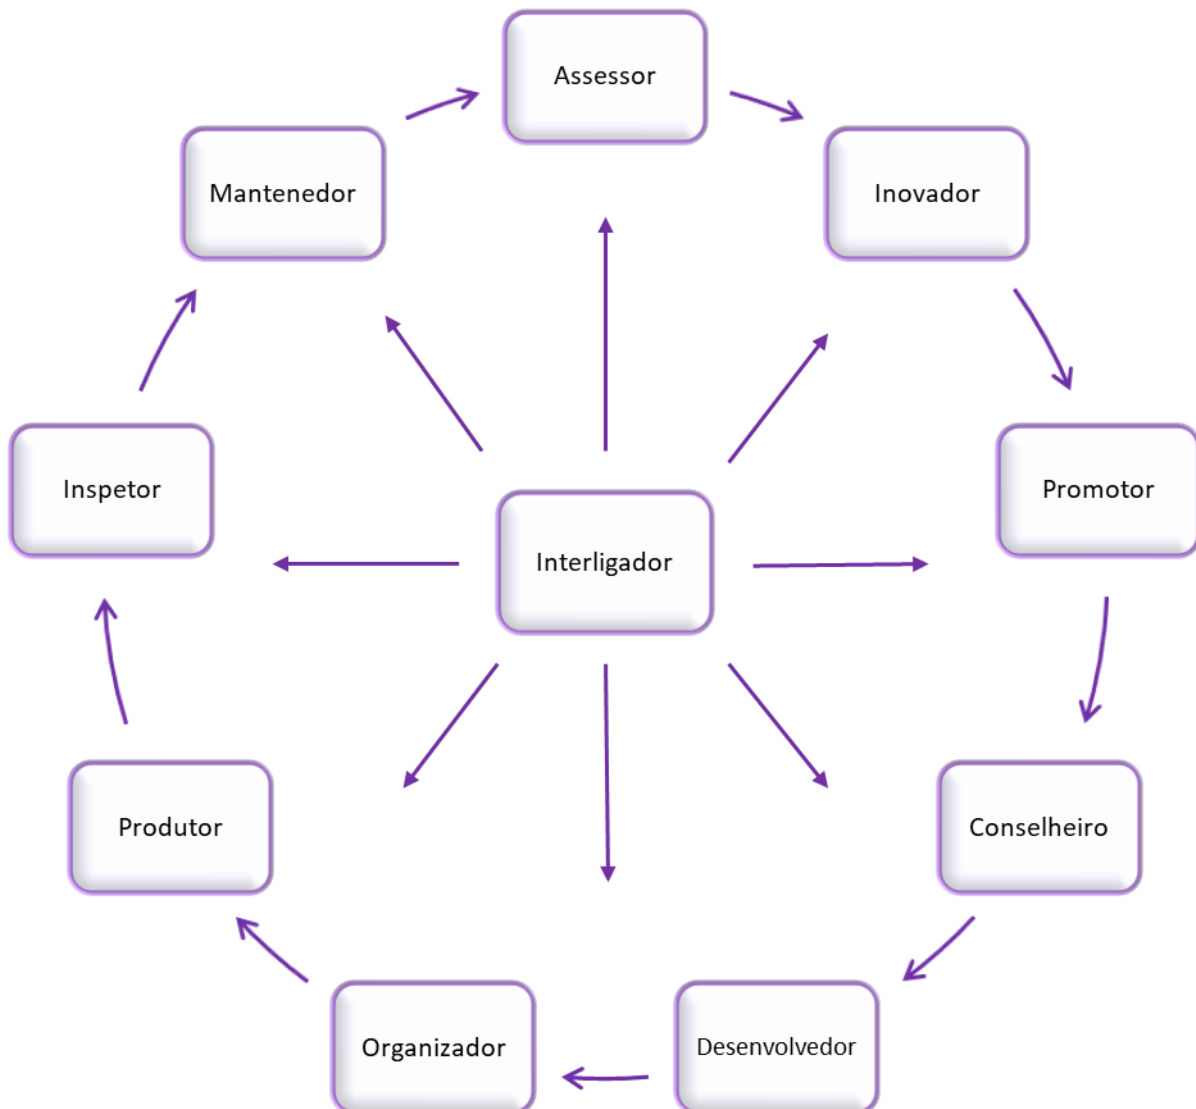 Assessor
Mantenedor
Inovador
Inspetor
Promotor
Interligador
Produtor
Conselheiro
Organizador
Desenvolvedor